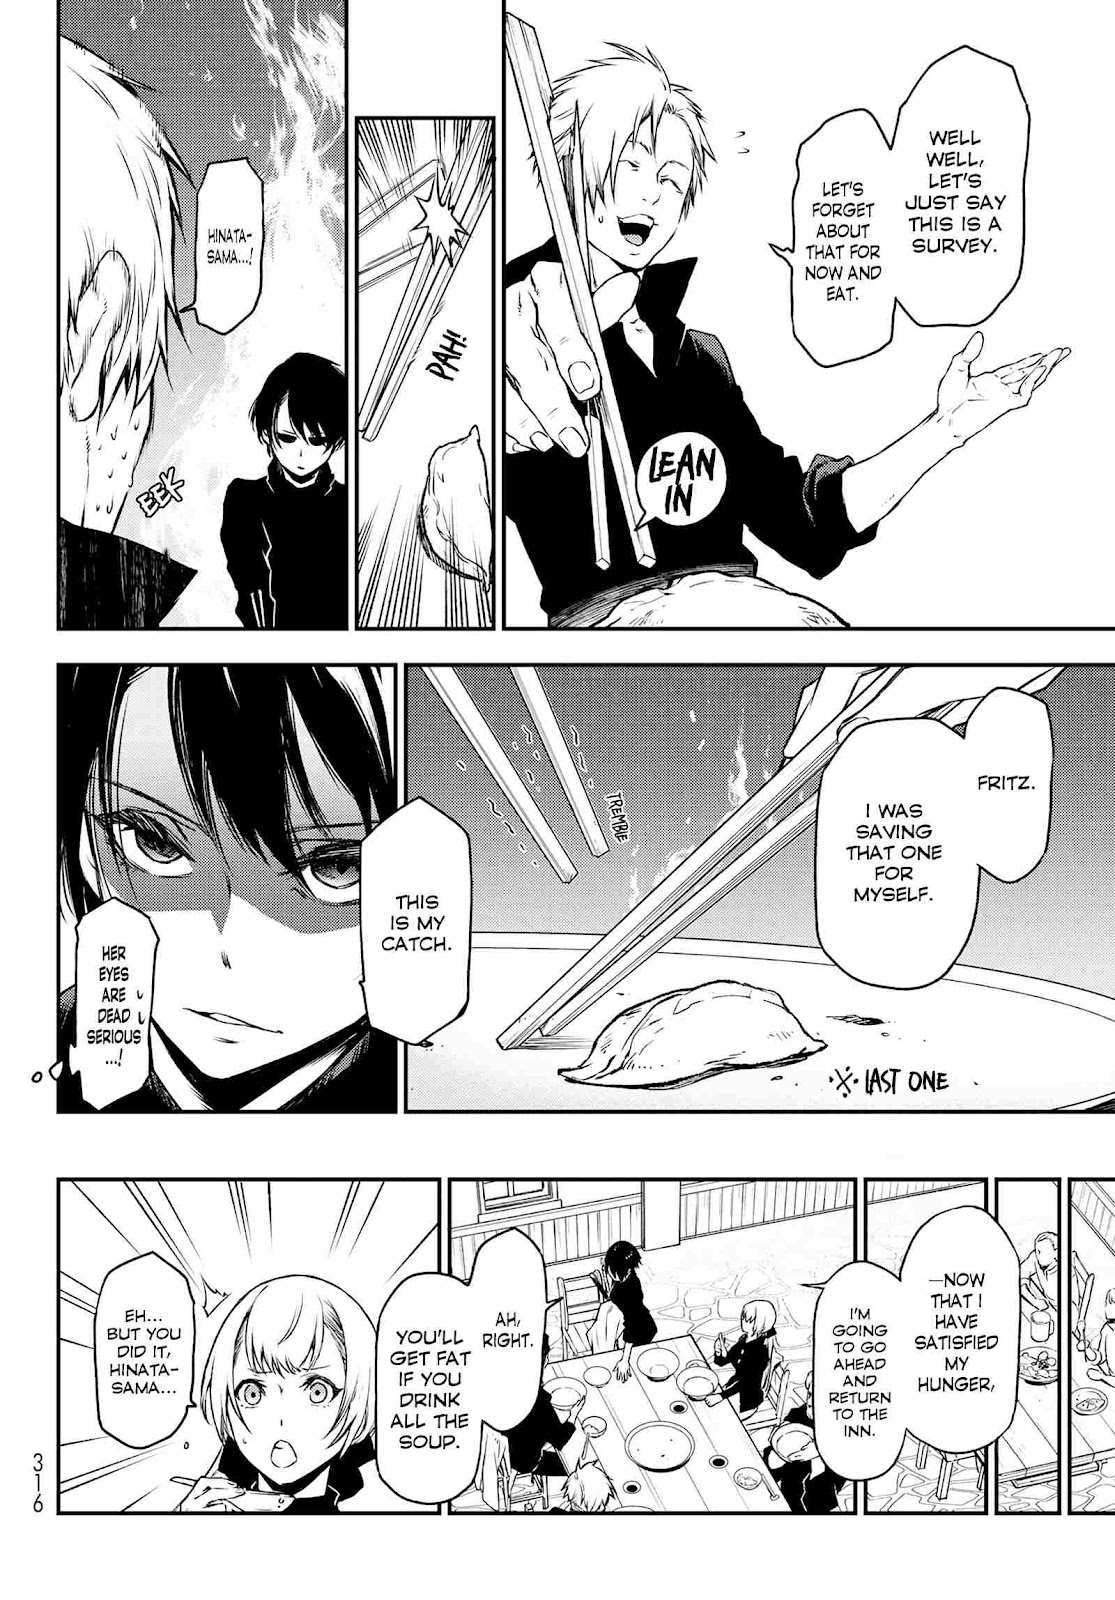 WELL
WELL,
LET'S
JUST SAY
THIS IS A
SURVEY.
LET'S
FORGET
ABOUT
THAT FOR
NOW AND
EAT.
LEAN
IN
PAH!
HINATA-
SAMA...!
EEK
FRITZ.
I WAS
SAVING
THAT ONE
FOR
MYSELF.
TREMBLE
※ LAST ONE
THIS
IS MY
CATCH.
HER
EYES
ARE
DEAD
SERIOUS
...!
—NOW
THAT I
HAVE
SATISFIED
MY
HUNGER,
I'M
GOING
TO GO
AHEAD
AND
RETURN
TO THE
INN.
AH,
RIGHT.
YOU'LL
GET FAT
IF YOU
DRINK
ALL THE
SOUP.
EH...
BUT YOU
DID IT,
HINATA-
SAMA...
316